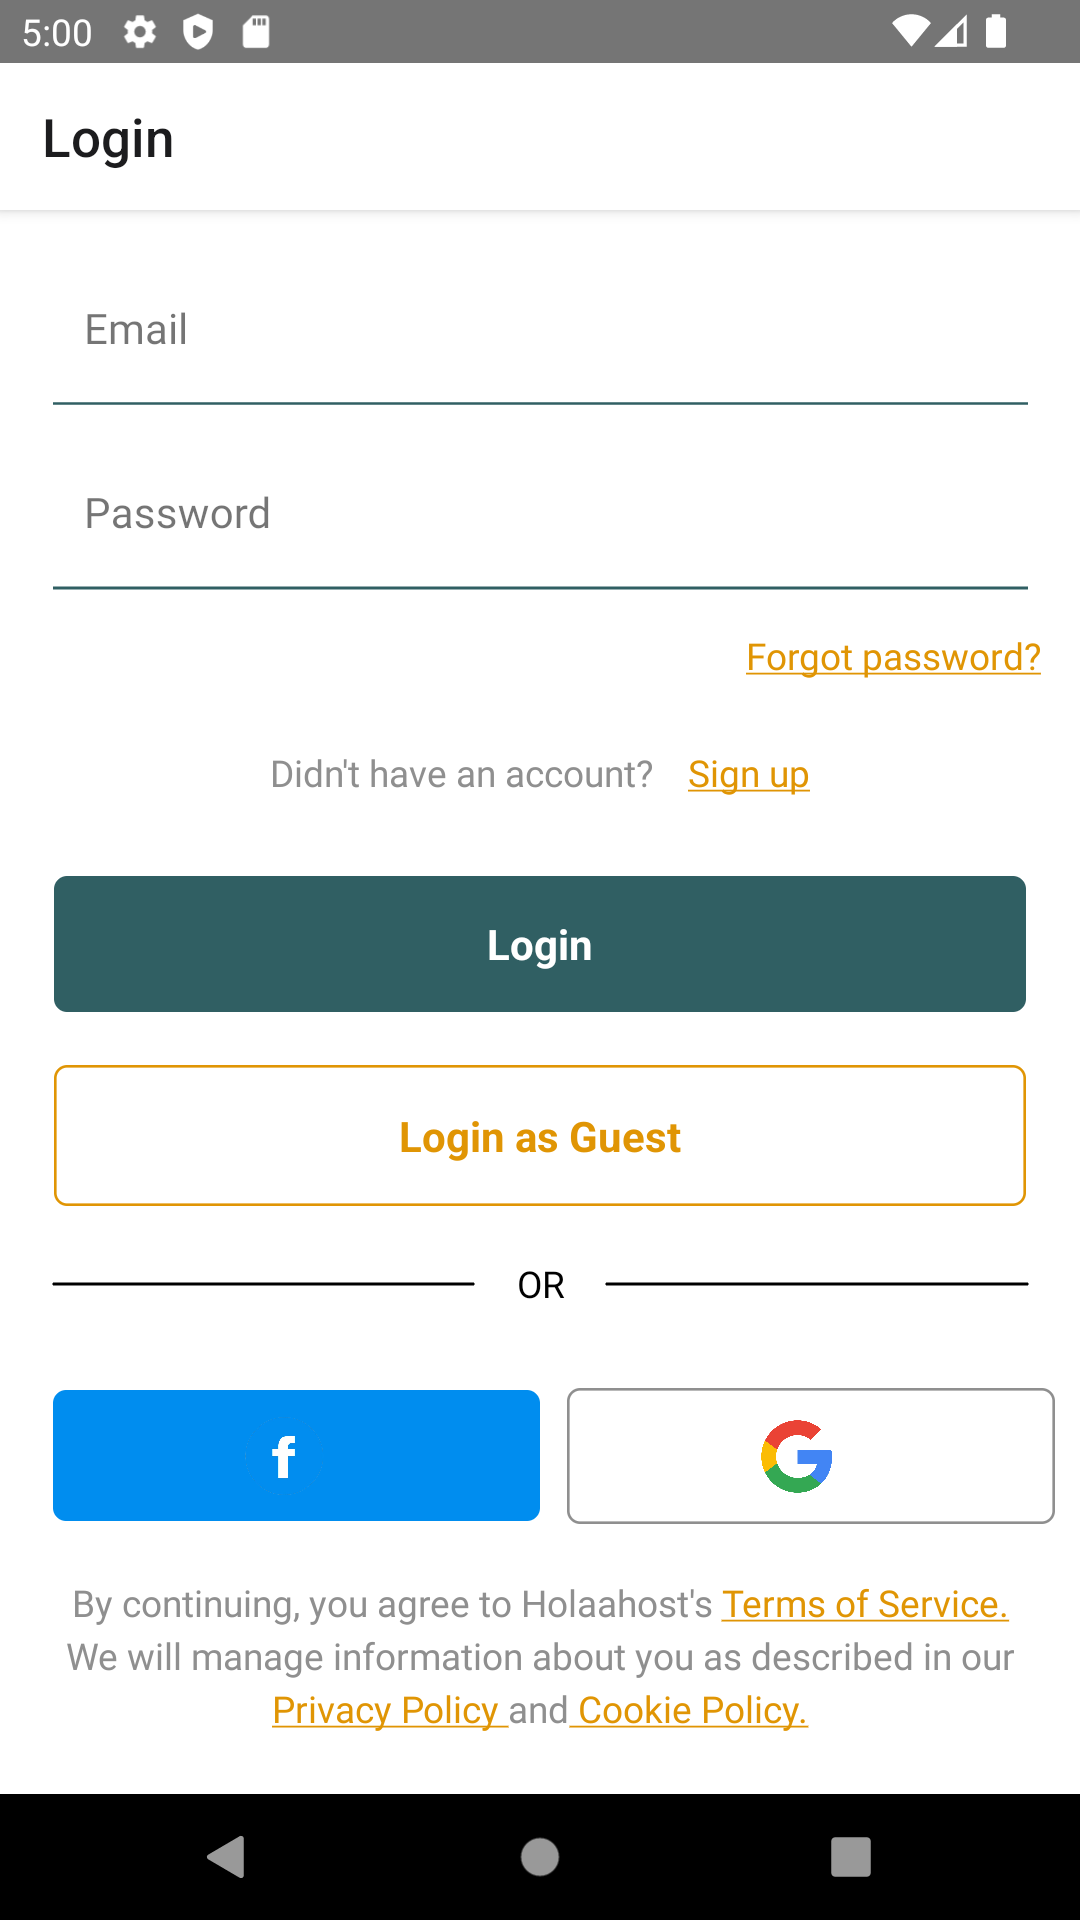 5:00
Login
Email
Password
Forgot password?
Didn't have an account? Sign up
Login
Login as Guest
OR
f G
By continuing, you agree to Holaahost's Terms of Service.
We will manage information about you as described in our
Privacy Policy and Cookie Policy.